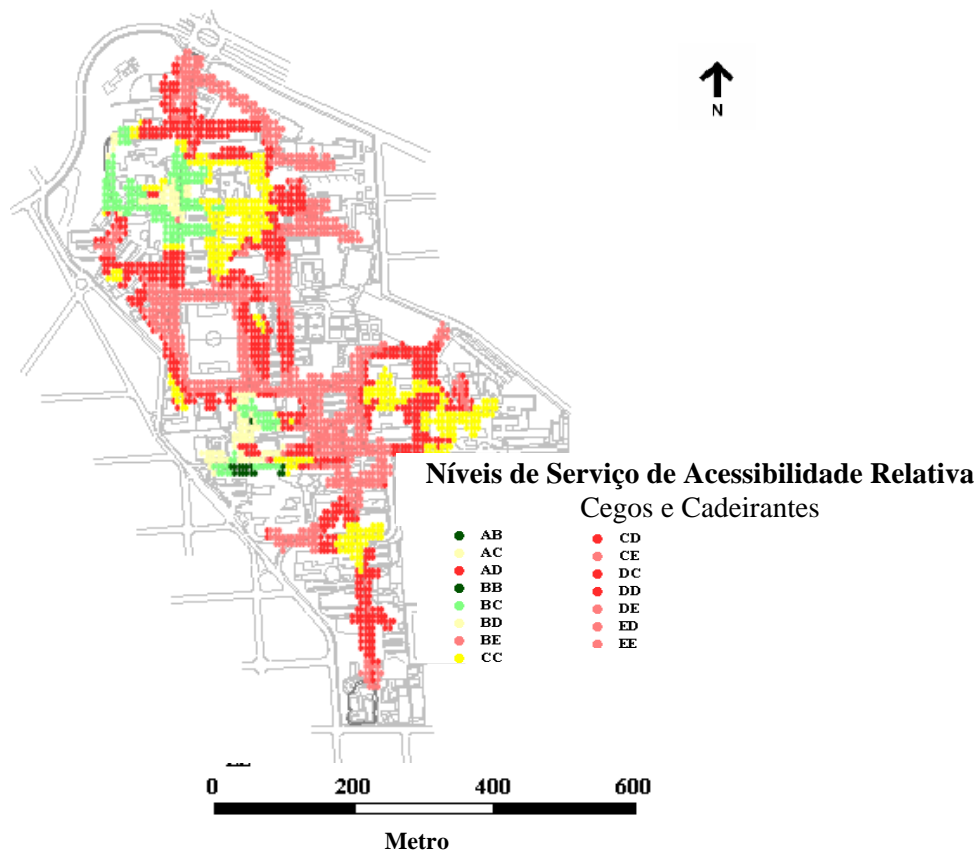 N
Níveis de Serviço de Acessibilidade Relativa
Cegos e Cadeirantes
AB
AC
AD
BB
BC
BD
BE
CC
CD
CE
DC
DD
DE
ED
EE
0 200 400 600
Metro